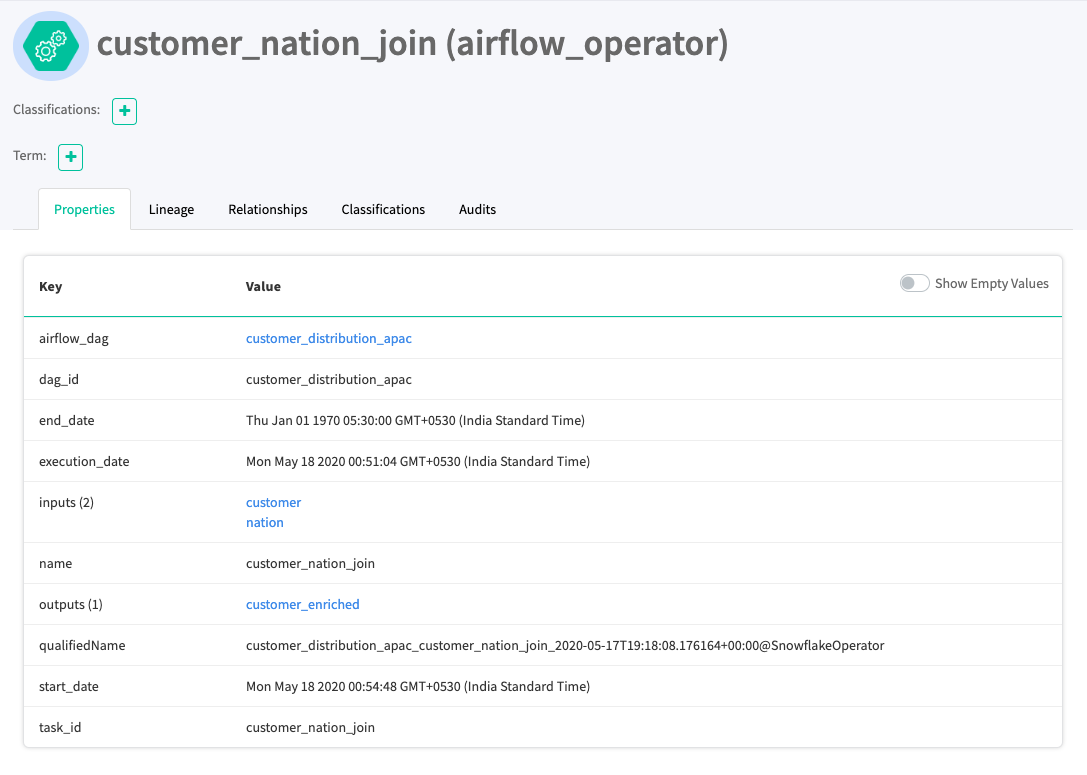 customer_nation_join (airflow_operator)
Classifications: +
Term: +
Properties Lineage Relationships Classifications Audits
Key Value Show Empty Values
airflow_dag customer_distribution_apac
dag_id customer_distribution_apac
end_date Thu Jan 01 1970 05:30:00 GMT+0530 (India Standard Time)
execution_date Mon May 18 2020 00:51:04 GMT+0530 (India Standard Time)
inputs (2) customer
nation
name customer_nation_join
outputs (1) customer_enriched
qualifiedName customer_distribution_apac_customer_nation_join_2020-05-17T19:18:08.176164+00:00@SnowflakeOperator
start_date Mon May 18 2020 00:54:48 GMT+0530 (India Standard Time)
task_id customer_nation_join